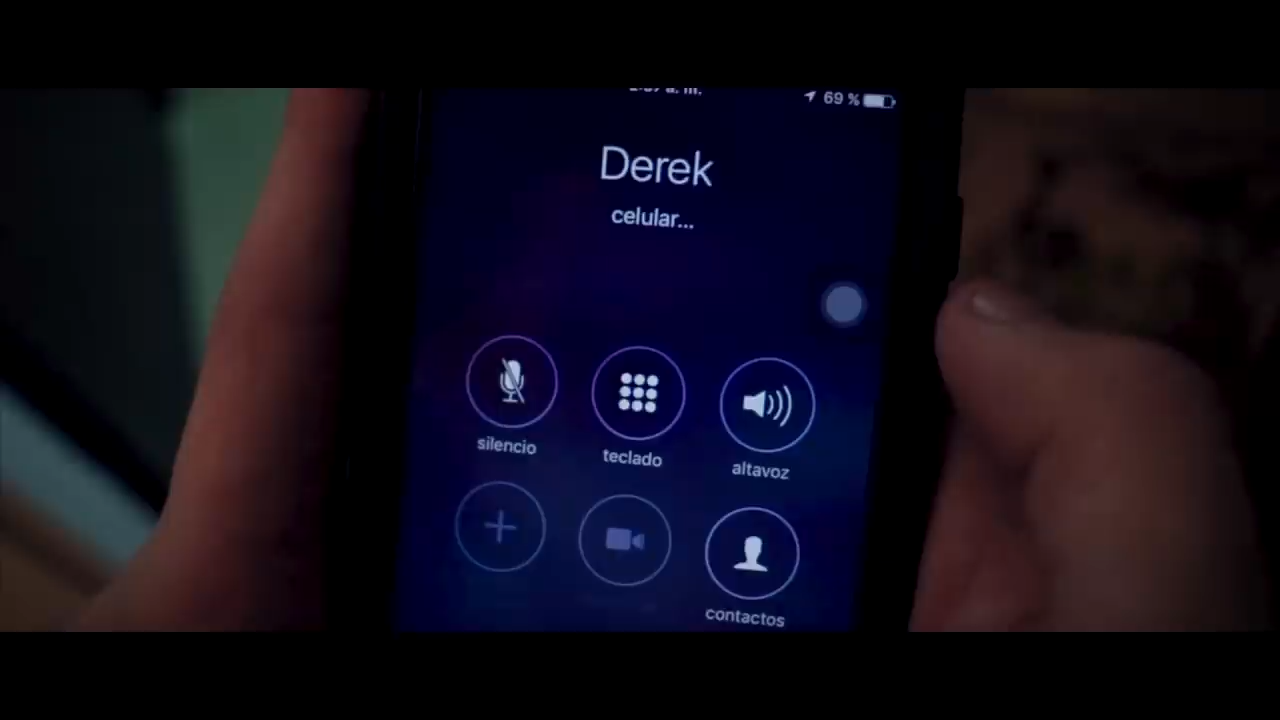 69 %
Derek
celular...
silencio
teclado
altavoz
contactos